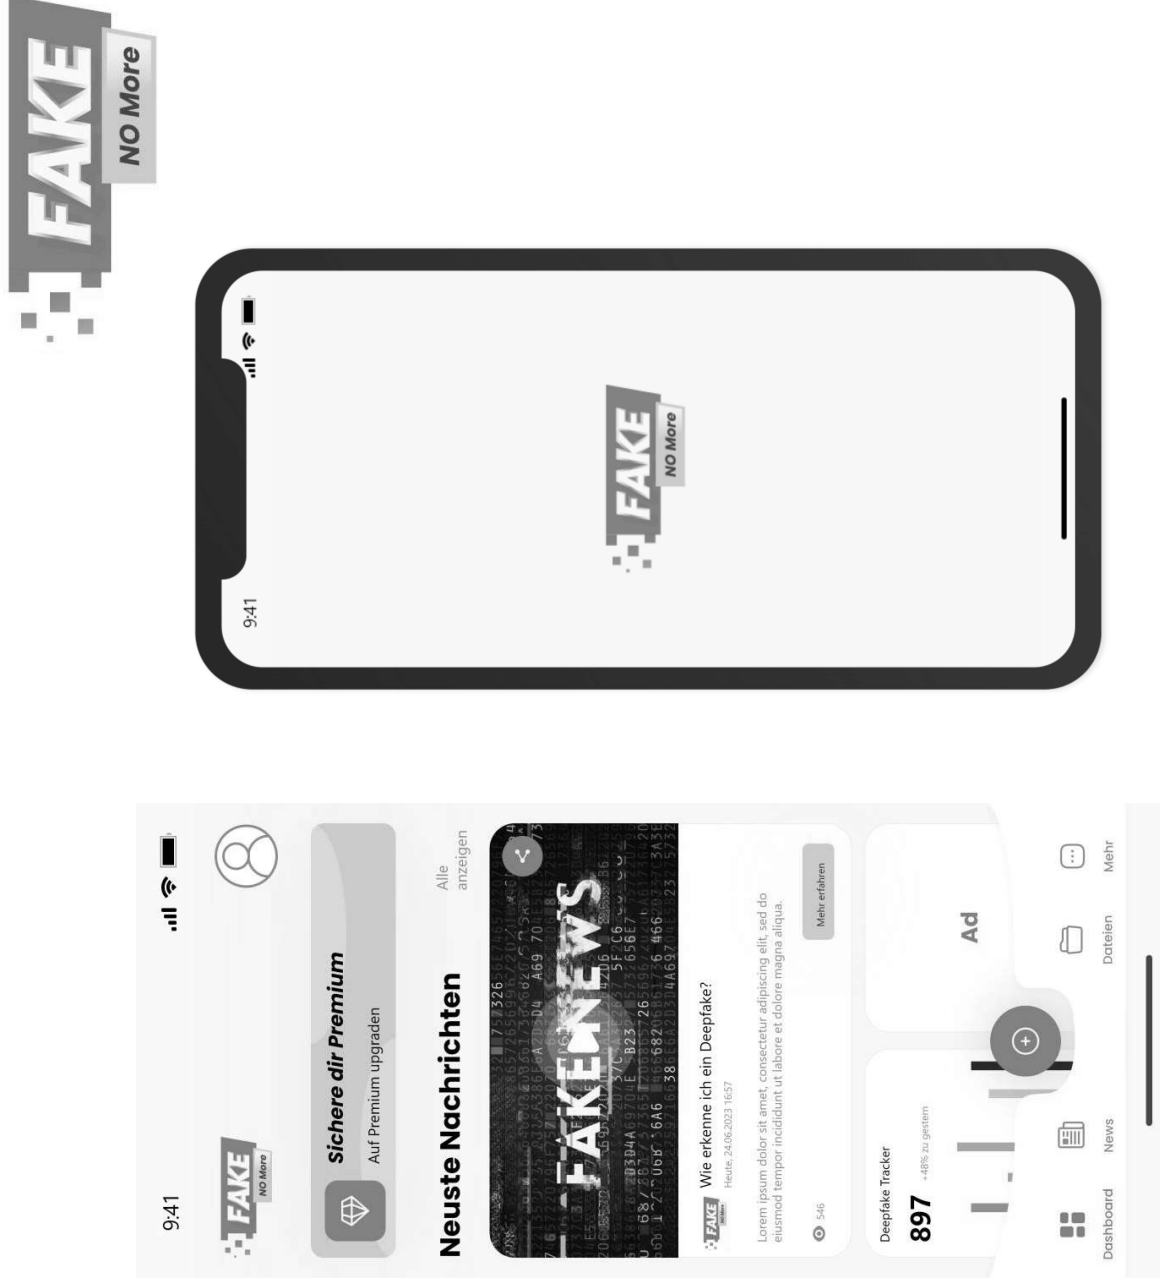 FAKE
NO More
9:41
FAKE
NO More
9:41
FAKE
NO More
Sichere dir Premium
Auf Premium upgraden
Neuste Nachrichten
Alle
anzeigen
FAKE NEWS
FAKE
Wie erkenne ich ein Deepfake?
Heute, 24.06.2023 16:57
Lorem ipsum dolor sit amet, consectetur adipiscing elit, sed do
eiusmod tempor incididunt ut labore et dolore magna aliqua.
546
Mehr erfahren
Deepfake Tracker
897
+48% zu gestern
Ad
Dashboard
News
Dateien
Mehr